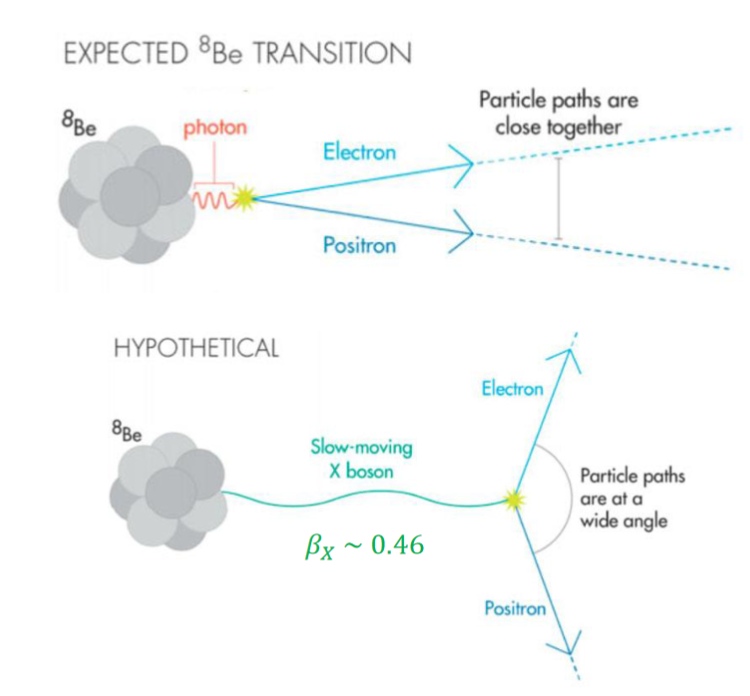 EXPECTED ⁸Be TRANSITION
⁸Be
photon
Electron
Positron
Particle paths are
close together
HYPOTHETICAL
⁸Be
Slow-moving
X boson
β_X ~ 0.46
Electron
Positron
Particle paths
are at a
wide angle